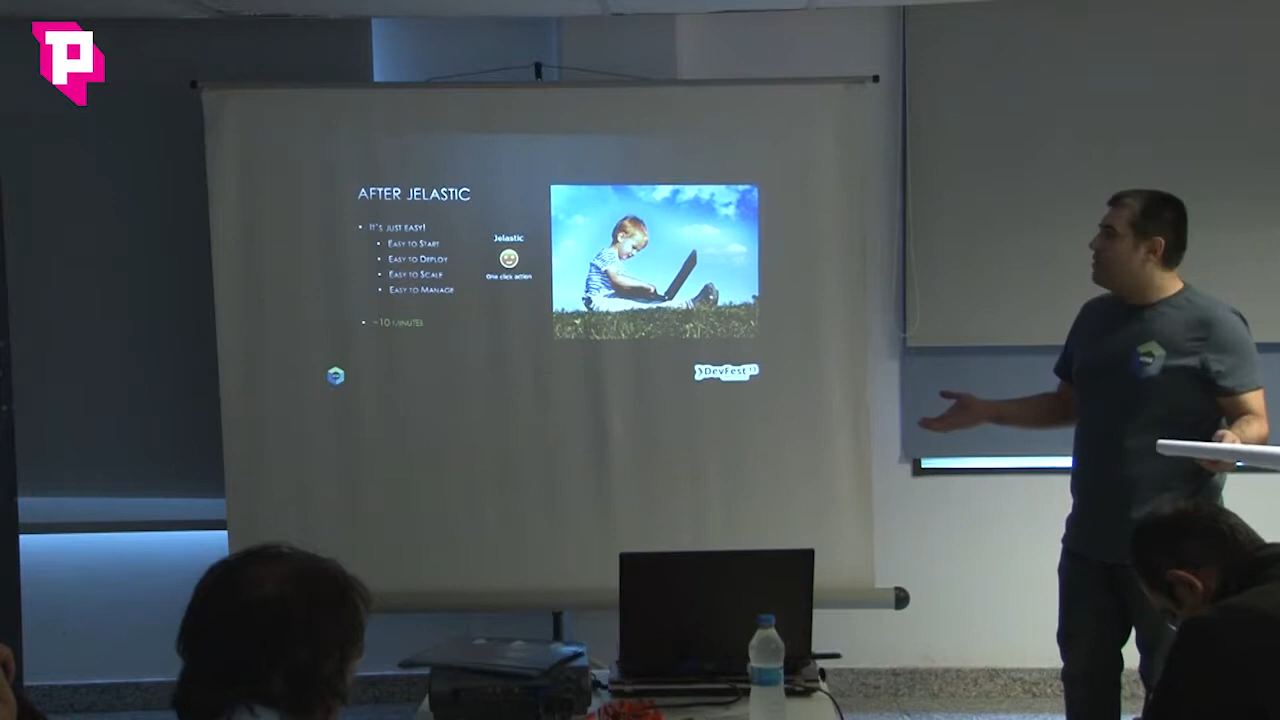 P
AFTER JELASTIC
• IT'S JUST EASY!
• EASY TO START
• EASY TO DEPLOY
• EASY TO SCALE
• EASY TO MANAGE
• ~10 MINUTES
Jelastic
One click action
DevFest